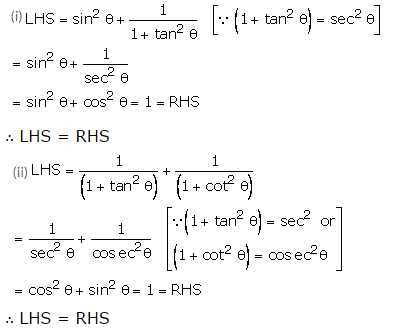 (i) LHS = sin² θ + 1/(1 + tan² θ) [∵ (1 + tan² θ) = sec² θ]
= sin² θ + 1/(sec² θ)
= sin² θ + cos² θ = 1 = RHS
∴ LHS = RHS
(ii) LHS = 1/(1 + tan² θ) + 1/(1 + cot² θ)
= 1/(sec² θ) + 1/(cosec² θ) [∵ (1 + tan² θ) = sec² or
(1 + cot² θ) = cosec² θ]
= cos² θ + sin² θ = 1 = RHS
∴ LHS = RHS